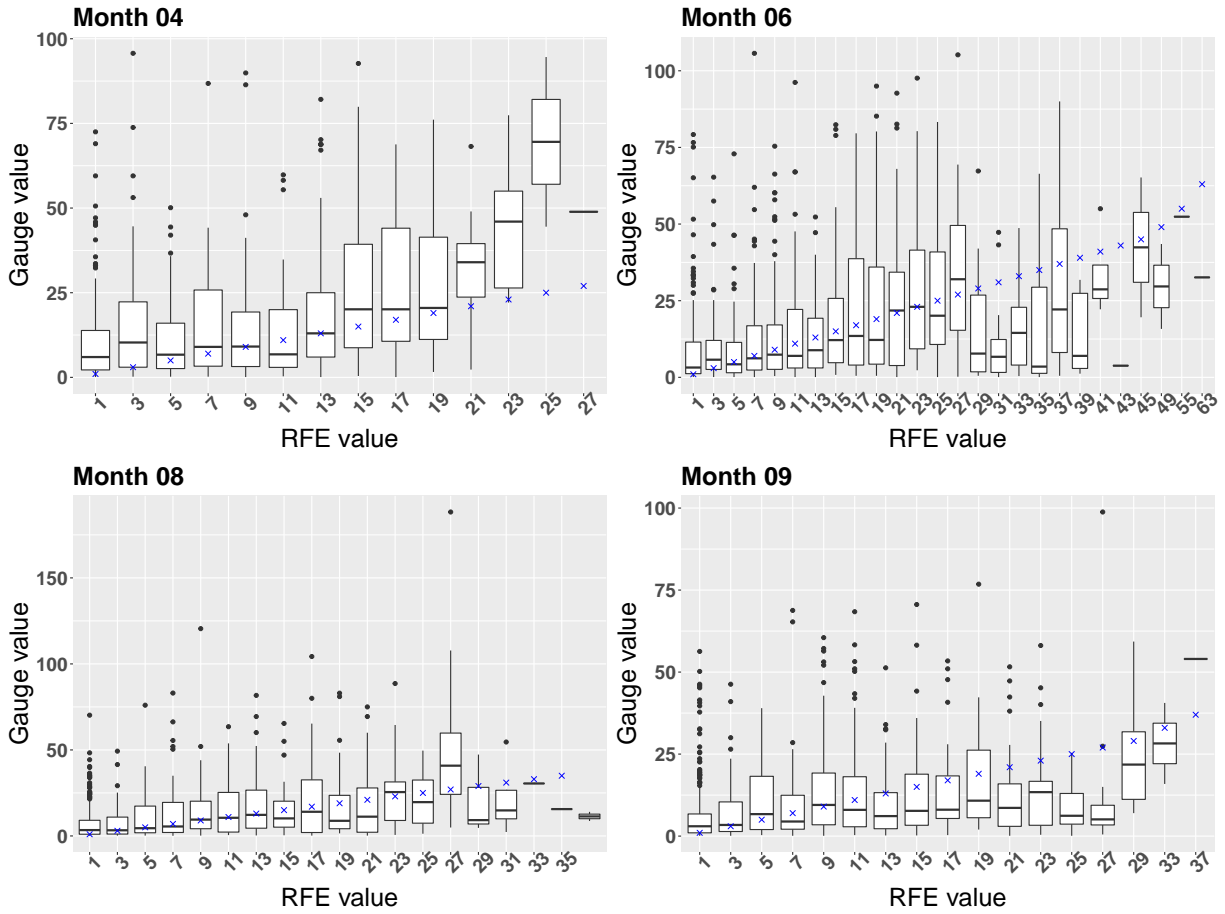 Month 04
Month 06
100
75
50
25
0
Gauge value
1 3 5 7 9 11 13 15 17 19 21 23 25 27
RFE value
100
75
50
25
0
Gauge value
1 3 5 7 9 11 13 15 17 19 21 23 25 27 29 31 33 35 37 39 41 43 45 49 55 63
RFE value
Month 08
Month 09
150
100
50
0
Gauge value
1 3 5 7 9 11 13 15 17 19 21 23 25 27 29 31 33 35
RFE value
100
75
50
25
0
Gauge value
1 3 5 7 9 11 13 15 17 19 21 23 25 27 29 33 37
RFE value